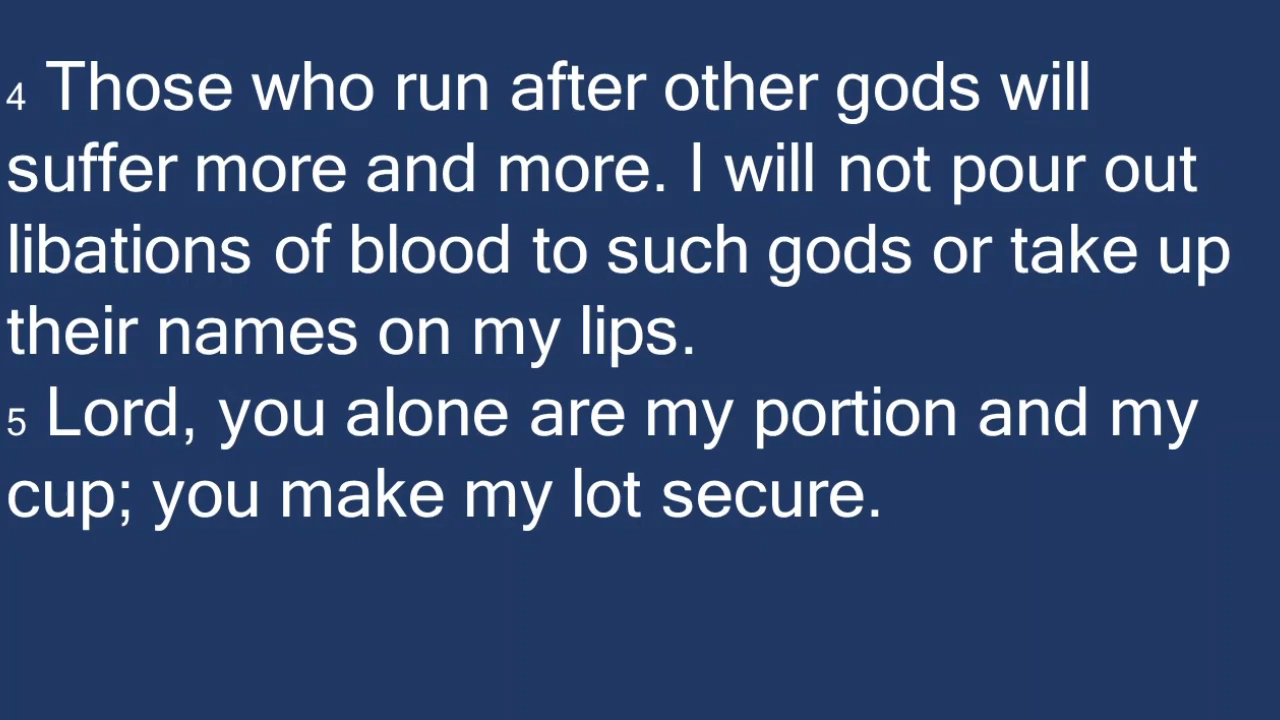 4 Those who run after other gods will
suffer more and more. I will not pour out
libations of blood to such gods or take up
their names on my lips.
5 Lord, you alone are my portion and my
cup; you make my lot secure.